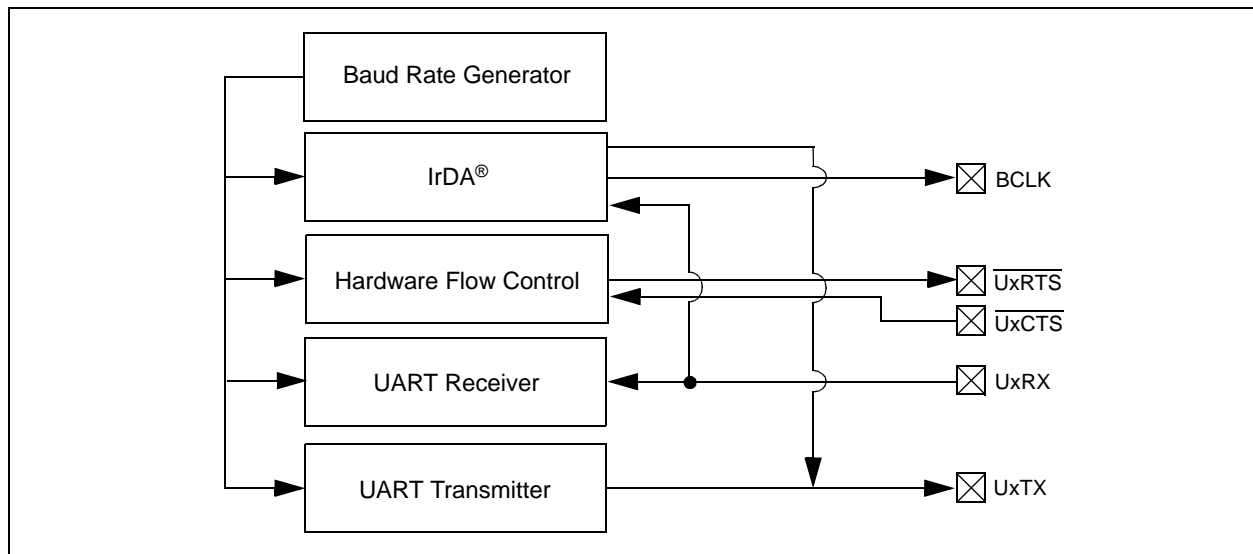 Baud Rate Generator
IrDA®
BCLK
Hardware Flow Control
UxRTS
UxCTS
UART Receiver
UxRX
UART Transmitter
UxTX